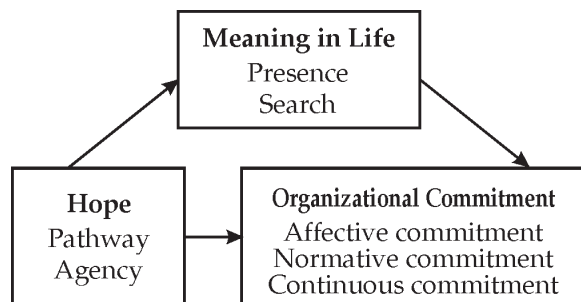 Meaning in Life
Presence
Search
Hope
Pathway
Agency
Organizational Commitment
Affective commitment
Normative commitment
Continuous commitment